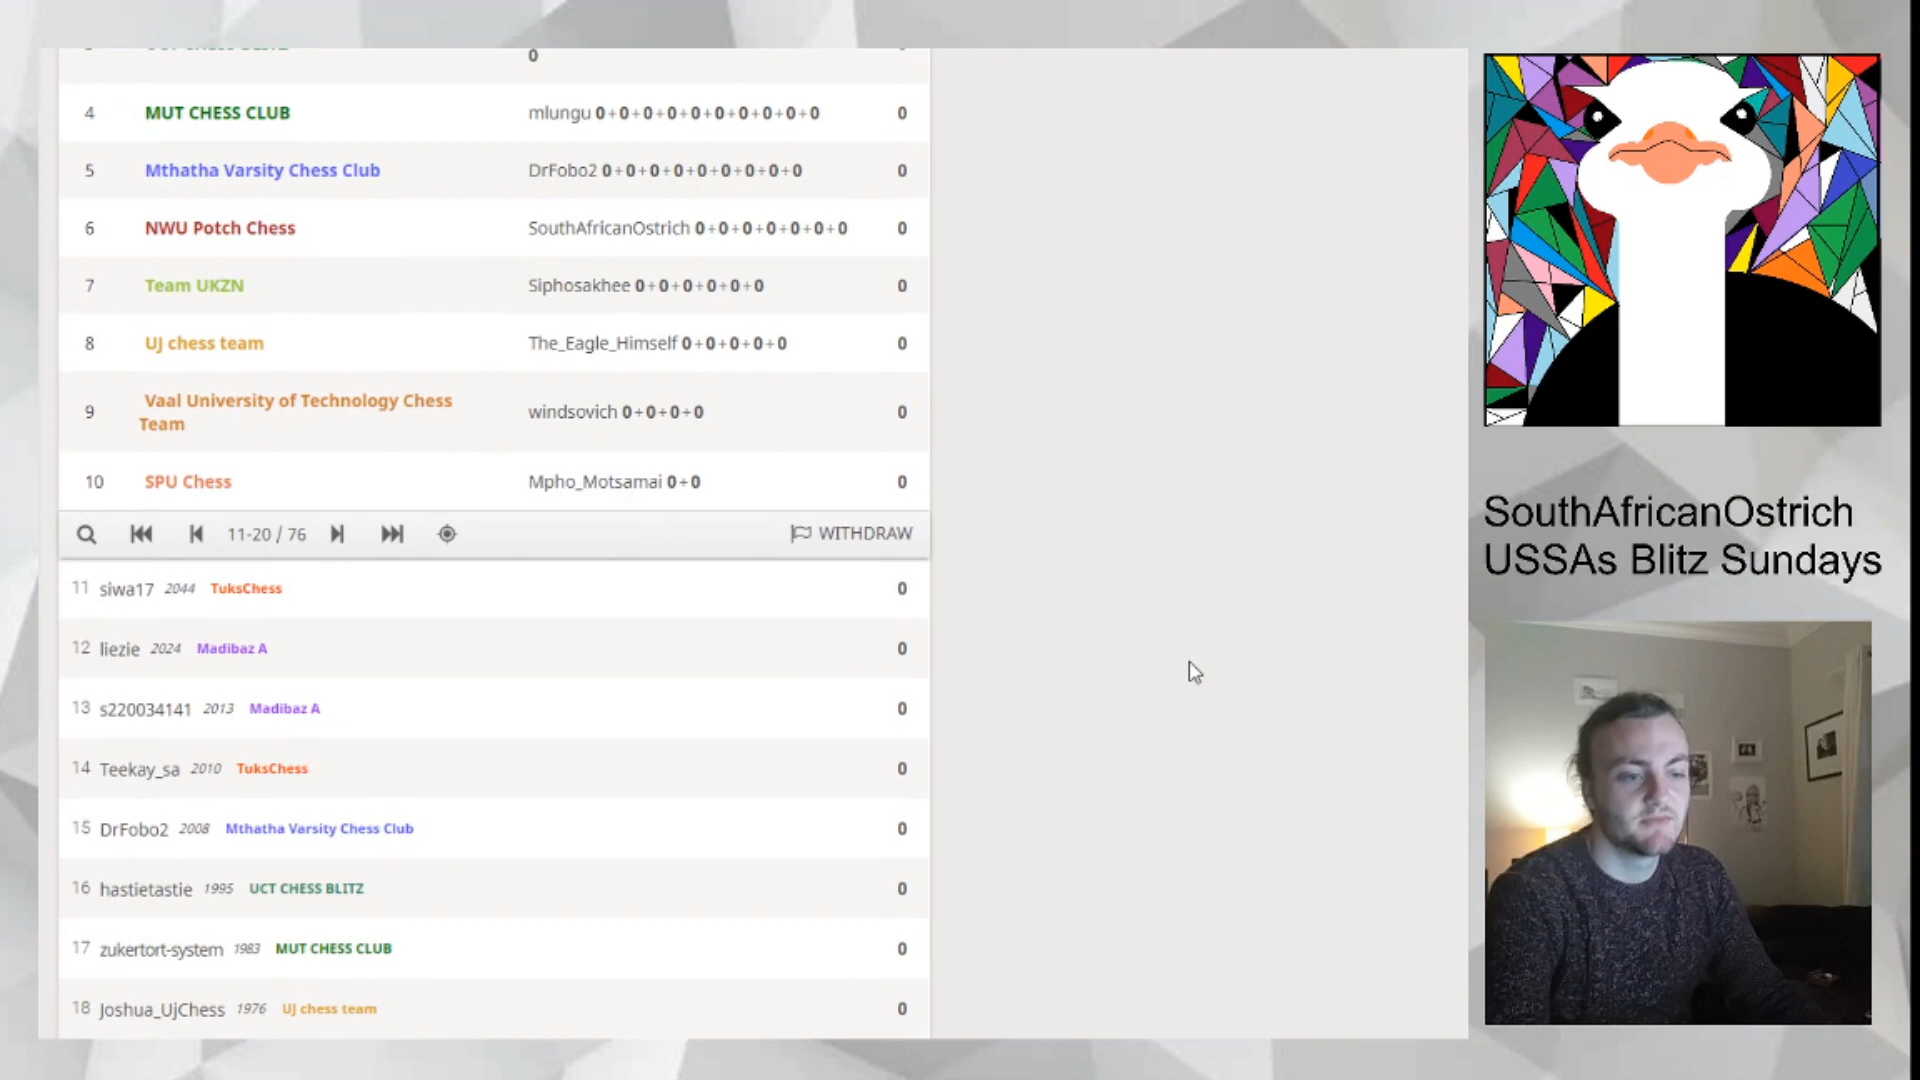 0
4 MUT CHESS CLUB mlungu 0+0+0+0+0+0+0+0+0+0 0
5 Mthatha Varsity Chess Club DrFobo2 0+0+0+0+0+0+0+0+0 0
6 NWU Potch Chess SouthAfricanOstrich 0+0+0+0+0+0+0 0
7 Team UKZN Siphosakhee 0+0+0+0+0+0 0
8 UJ chess team The_Eagle_Himself 0+0+0+0+0 0
9 Vaal University of Technology Chess
Team windsovich 0+0+0+0 0
10 SPU Chess Mpho_Motsamai 0+0 0
11-20 / 76 WITHDRAW
11 siwa17 2044 TuksChess 0
12 liezie 2024 Madibaz A 0
13 s220034141 2013 Madibaz A 0
14 Teekay_sa 2010 TuksChess 0
15 DrFobo2 2008 Mthatha Varsity Chess Club 0
16 hastietastie 1995 UCT CHESS BLITZ 0
17 zukertort-system 1983 MUT CHESS CLUB 0
18 Joshua_UjChess 1976 UJ chess team 0
SouthAfricanOstrich
USSAs Blitz Sundays